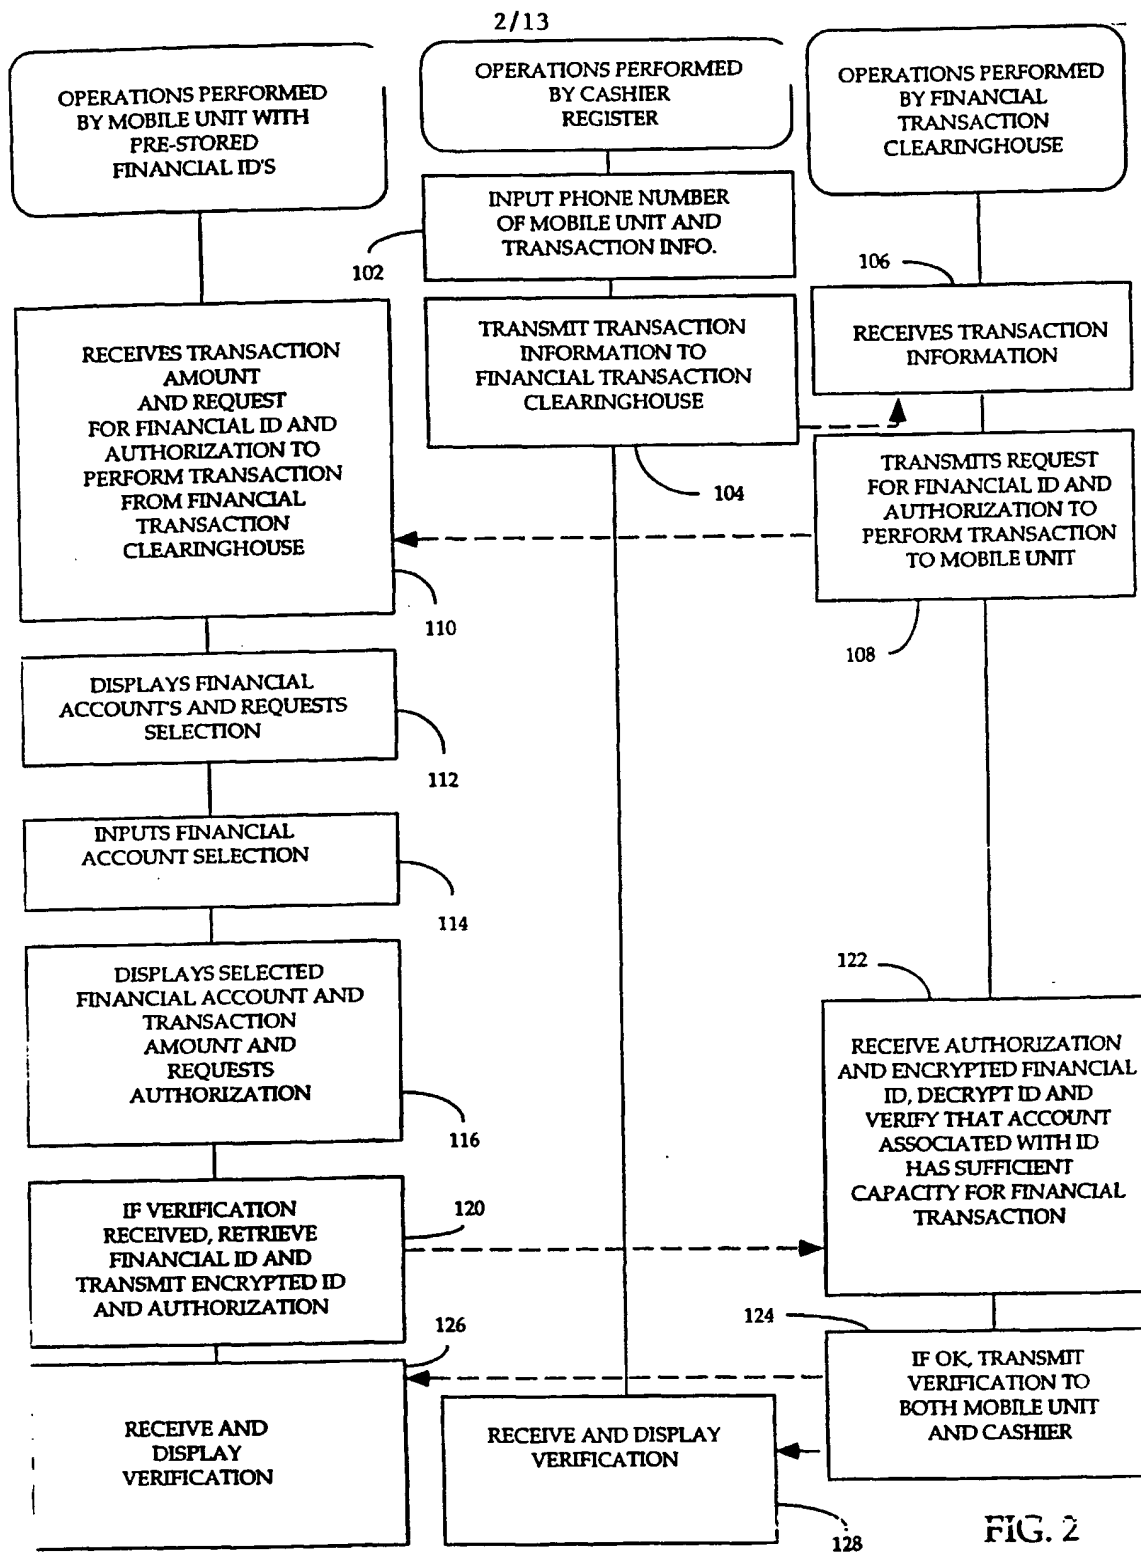 2/13
OPERATIONS PERFORMED
BY MOBILE UNIT WITH
PRE-STORED
FINANCIAL ID'S
OPERATIONS PERFORMED
BY CASHIER
REGISTER
OPERATIONS PERFORMED
BY FINANCIAL
TRANSACTION
CLEARINGHOUSE
INPUT PHONE NUMBER
OF MOBILE UNIT AND
TRANSACTION INFO.
102
106
RECEIVES TRANSACTION
AMOUNT
AND REQUEST
FOR FINANCIAL ID AND
AUTHORIZATION TO
PERFORM TRANSACTION
FROM FINANCIAL
TRANSACTION
CLEARINGHOUSE
110
TRANSMIT TRANSACTION
INFORMATION TO
FINANCIAL TRANSACTION
CLEARINGHOUSE
104
RECEIVES TRANSACTION
INFORMATION
TRANSMITS REQUEST
FOR FINANCIAL ID AND
AUTHORIZATION TO
PERFORM TRANSACTION
TO MOBILE UNIT
108
DISPLAYS FINANCIAL
ACCOUNT'S AND REQUESTS
SELECTION
112
INPUTS FINANCIAL
ACCOUNT SELECTION
114
DISPLAYS SELECTED
FINANCIAL ACCOUNT AND
TRANSACTION
AMOUNT AND
REQUESTS
AUTHORIZATION
116
122
RECEIVE AUTHORIZATION
AND ENCRYPTED FINANCIAL
ID, DECRYPT ID AND
VERIFY THAT ACCOUNT
ASSOCIATED WITH ID
HAS SUFFICIENT
CAPACITY FOR FINANCIAL
TRANSACTION
IF VERIFICATION
RECEIVED, RETRIEVE
FINANCIAL ID AND
TRANSMIT ENCRYPTED ID
AND AUTHORIZATION
120
124
126
IF OK, TRANSMIT
VERIFICATION TO
BOTH MOBILE UNIT
AND CASHIER
RECEIVE AND
DISPLAY
VERIFICATION
RECEIVE AND DISPLAY
VERIFICATION
128
FIG. 2